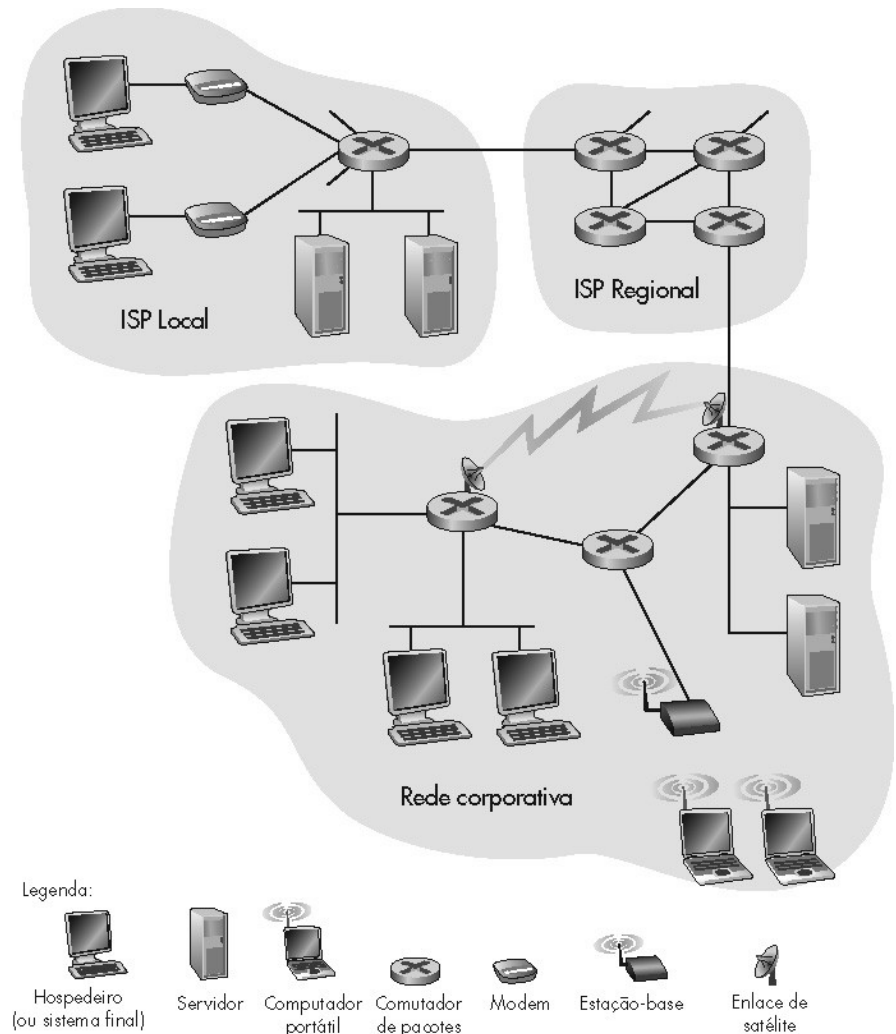 ISP Local
ISP Regional
Rede corporativa
Legenda:
Hospedeiro
(ou sistema final)
Servidor
Computador
portátil
Comutador
de pacotes
Modem
Estação-base
Enlace de
satélite